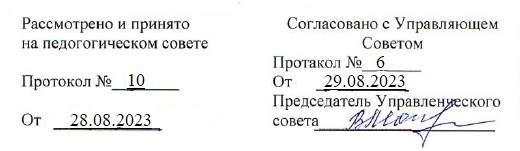 Рассмотрено и принято
на педогогическом совете
Протокол № 10
От 28.08.2023
Согласовано с Управляющем
Советом
Протакол № 6
От 29.08.2023
Председатель Управленческого
совета